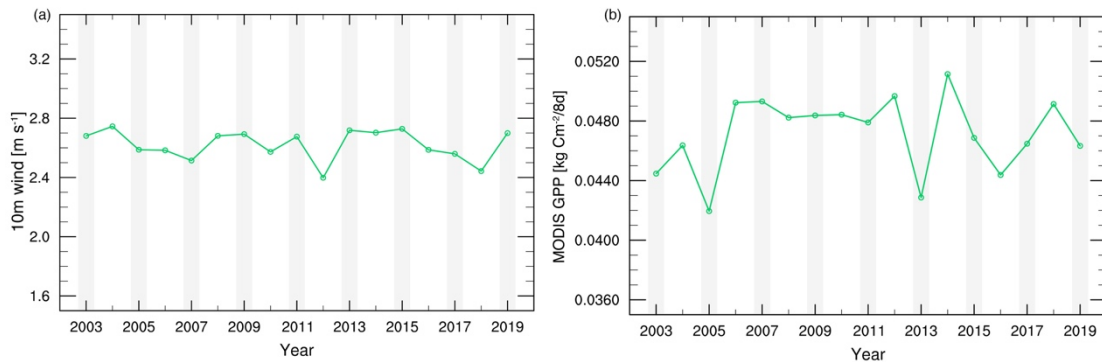 (a)
10m wind [m s⁻¹]
3.2
2.8
2.4
2.0
1.6
2003 2005 2007 2009 2011 2013 2015 2017 2019
Year
(b)
MODIS GPP [kg Cm⁻²/8d]
0.0520
0.0480
0.0440
0.0400
0.0360
2003 2005 2007 2009 2011 2013 2015 2017 2019
Year